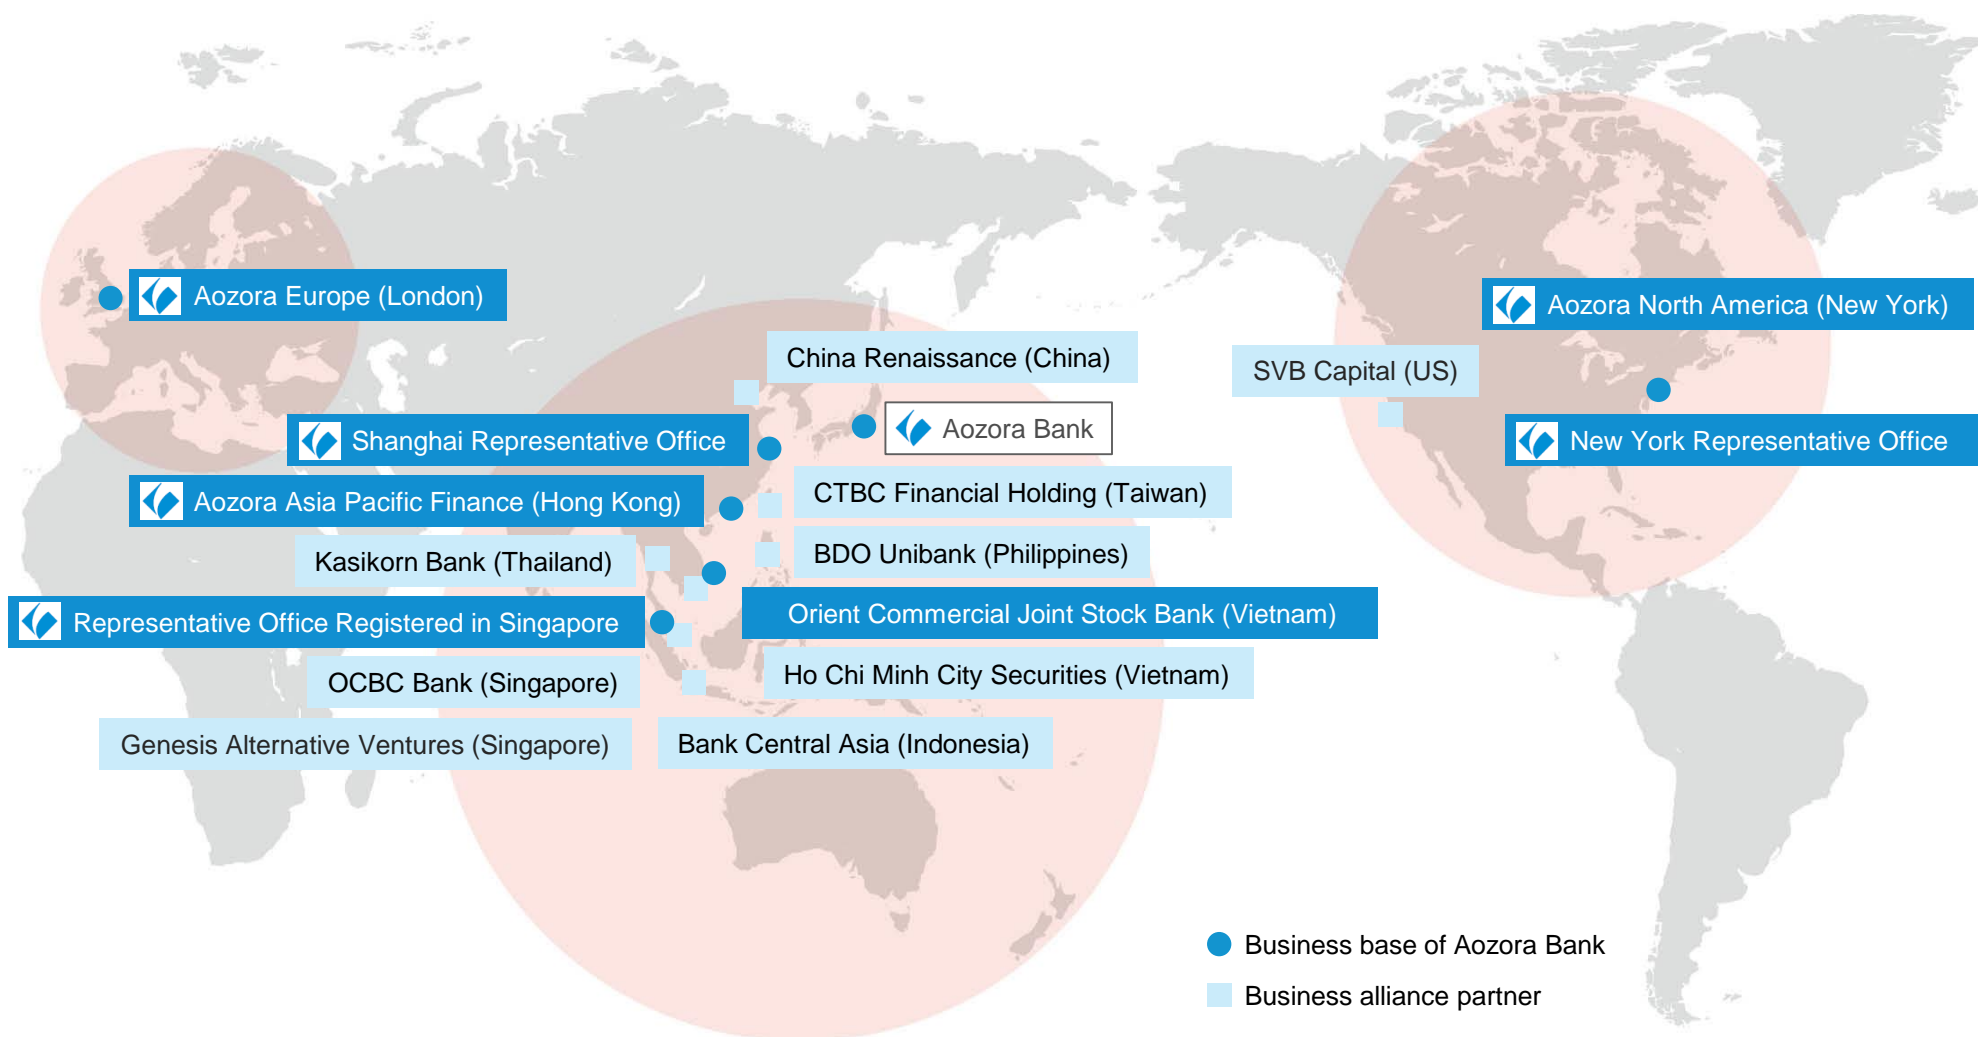 Aozora Europe (London)
Aozora North America (New York)
China Renaissance (China)
SVB Capital (US)
Aozora Bank
Shanghai Representative Office
New York Representative Office
Aozora Asia Pacific Finance (Hong Kong)
CTBC Financial Holding (Taiwan)
Kasikorn Bank (Thailand)
BDO Unibank (Philippines)
Representative Office Registered in Singapore
Orient Commercial Joint Stock Bank (Vietnam)
OCBC Bank (Singapore)
Ho Chi Minh City Securities (Vietnam)
Genesis Alternative Ventures (Singapore)
Bank Central Asia (Indonesia)
Business base of Aozora Bank
Business alliance partner